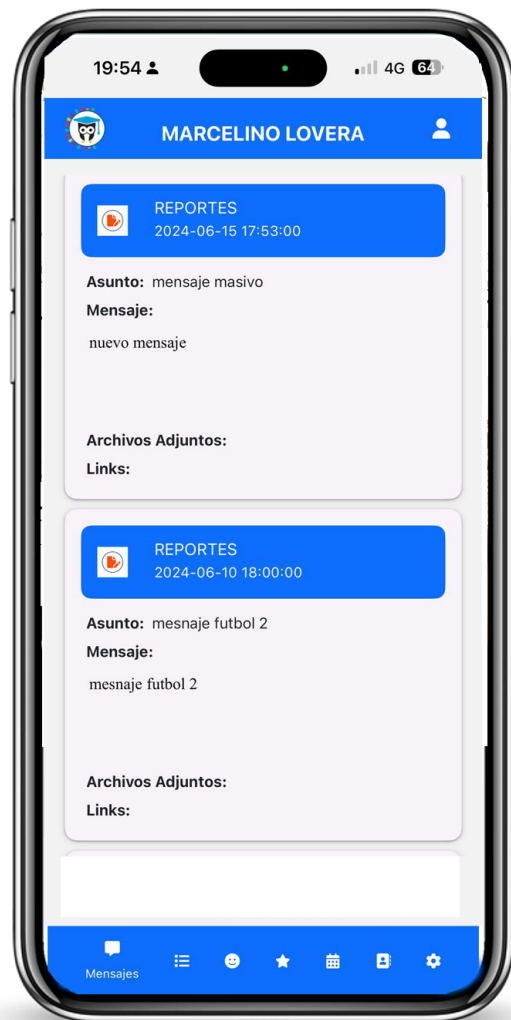 19:54
4G 64
MARCELINO LOVERA
REPORTES
2024-06-15 17:53:00
Asunto: mensaje masivo
Mensaje:
nuevo mensaje
Archivos Adjuntos:
Links:
REPORTES
2024-06-10 18:00:00
Asunto: mesnaje futbol 2
Mensaje:
mesnaje futbol 2
Archivos Adjuntos:
Links:
Mensajes